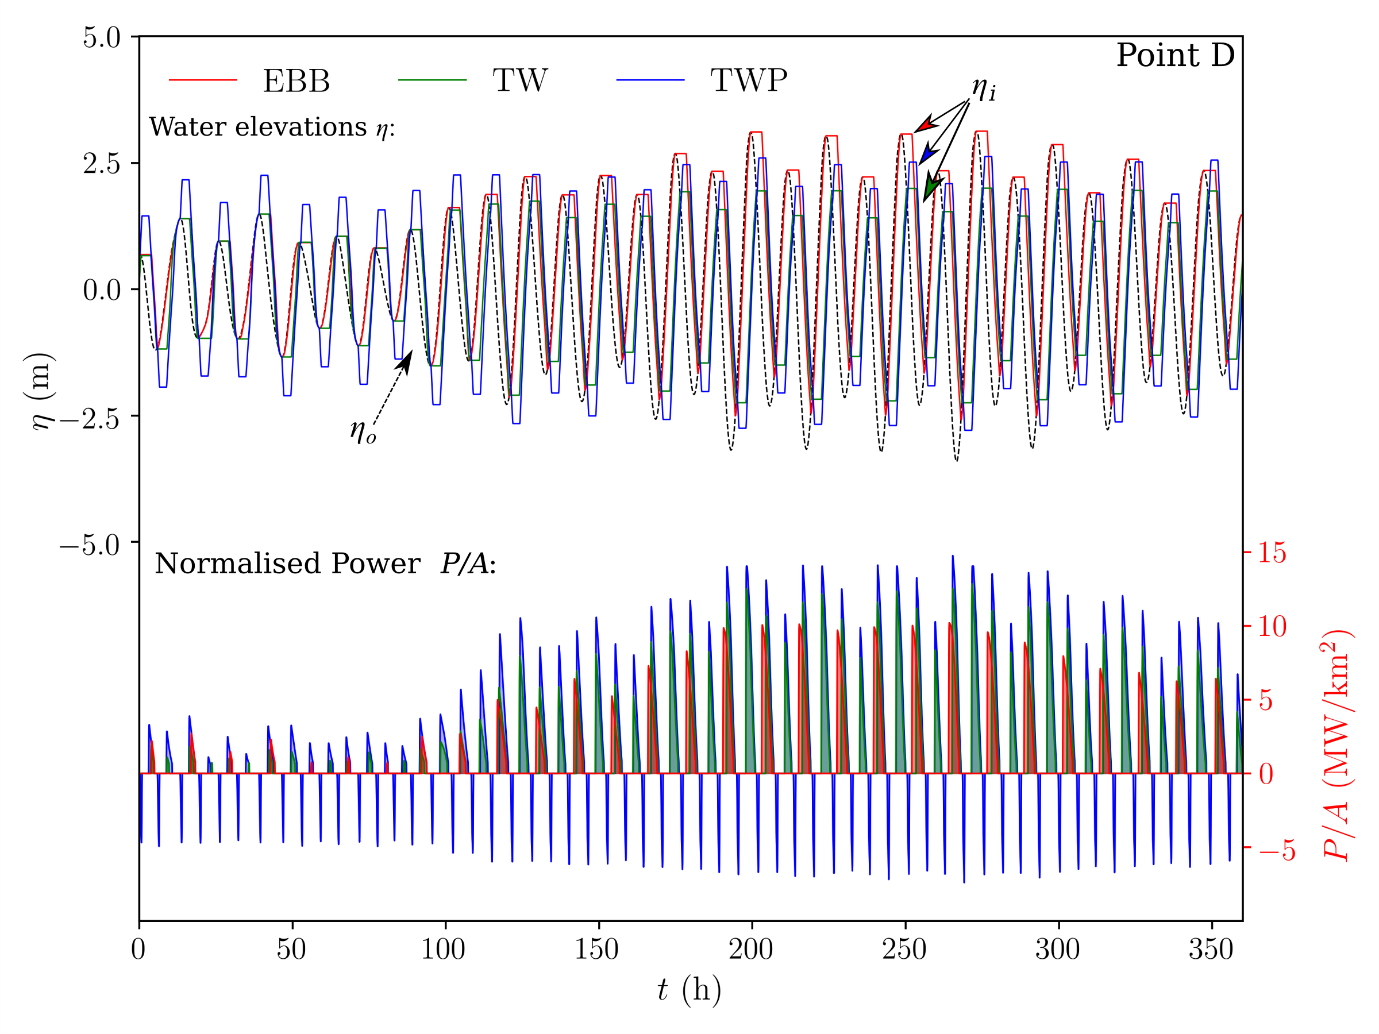 5.0
Point D
EBB TW TWP
η_i
Water elevations η:
2.5
0.0
η (m)
−2.5
η_o
−5.0
Normalised Power P/A:
15
10
5
0
−5
P/A (MW/km²)
0 50 100 150 200 250 300 350
t (h)